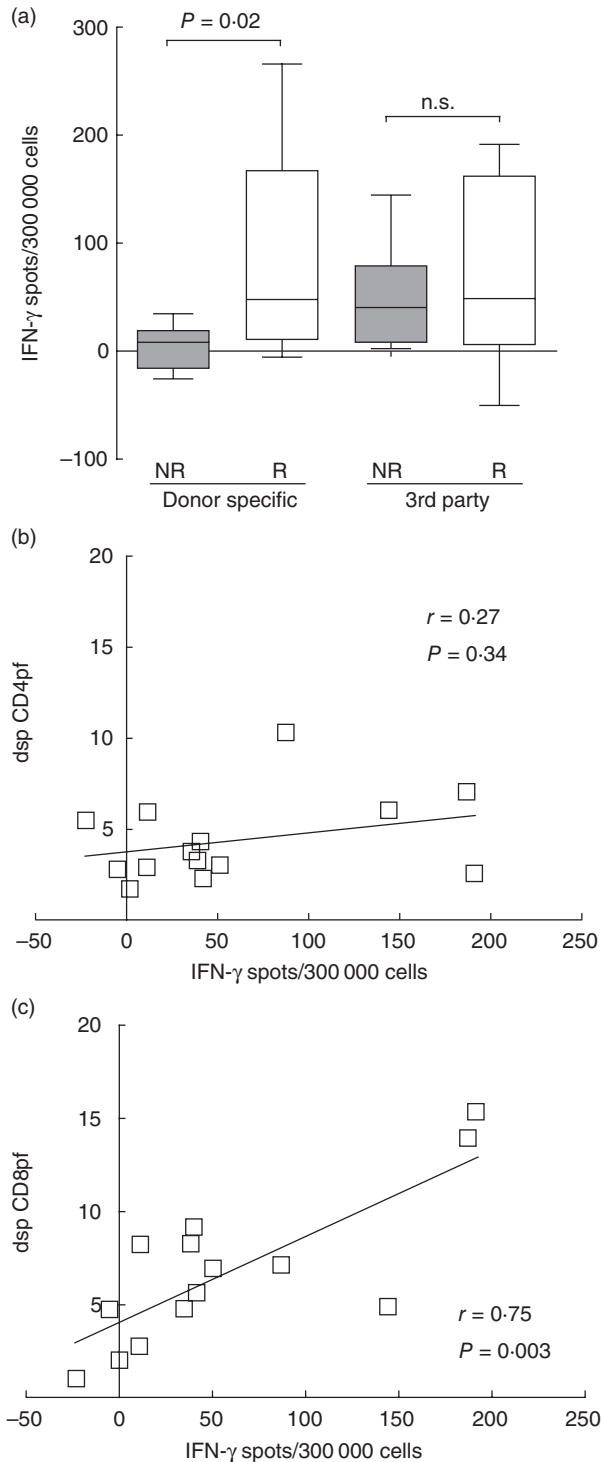 (a)
P = 0·02
n.s.
300
200
100
0
–100
IFN-γ spots/300 000 cells
NR R NR R
Donor specific 3rd party
(b)
20
15
10
5
dsp CD4pf
r = 0·27
P = 0·34
–50 0 50 100 150 200 250
IFN-γ spots/300 000 cells
(c)
20
15
10
5
dsp CD8pf
r = 0·75
P = 0·003
–50 0 50 100 150 200 250
IFN-γ spots/300 000 cells